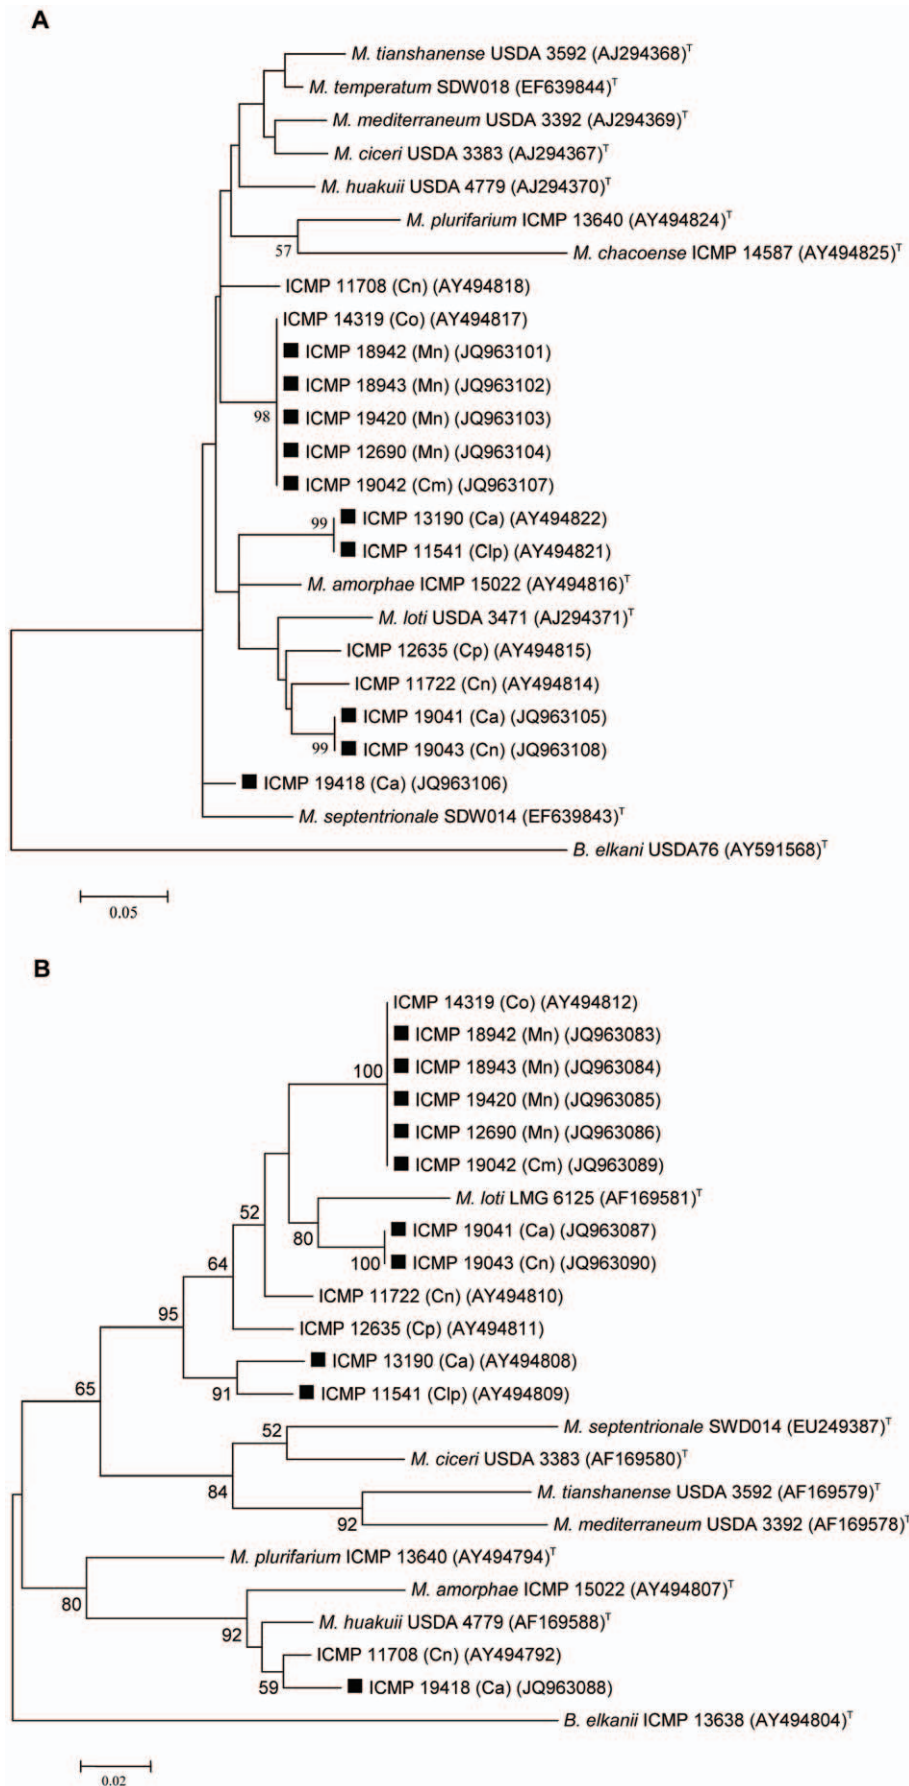 A
M. tianshanense USDA 3592 (AJ294368)T
M. temperatum SDW018 (EF639844)T
M. mediterraneum USDA 3392 (AJ294369)T
M. ciceri USDA 3383 (AJ294367)T
M. huakuii USDA 4779 (AJ294370)T
M. plurifarium ICMP 13640 (AY494824)T
57
M. chacoense ICMP 14587 (AY494825)T
ICMP 11708 (Cn) (AY494818)
ICMP 14319 (Co) (AY494817)
ICMP 18942 (Mn) (JQ963101)
ICMP 18943 (Mn) (JQ963102)
98
ICMP 19420 (Mn) (JQ963103)
ICMP 12690 (Mn) (JQ963104)
ICMP 19042 (Cm) (JQ963107)
99
ICMP 13190 (Ca) (AY494822)
ICMP 11541 (Clp) (AY494821)
M. amorphae ICMP 15022 (AY494816)T
M. loti USDA 3471 (AJ294371)T
ICMP 12635 (Cp) (AY494815)
ICMP 11722 (Cn) (AY494814)
ICMP 19041 (Ca) (JQ963105)
99
ICMP 19043 (Cn) (JQ963108)
ICMP 19418 (Ca) (JQ963106)
M. septentrionale SDW014 (EF639843)T
B. elkani USDA76 (AY591568)T
0.05
B
ICMP 14319 (Co) (AY494812)
ICMP 18942 (Mn) (JQ963083)
100
ICMP 18943 (Mn) (JQ963084)
ICMP 19420 (Mn) (JQ963085)
ICMP 12690 (Mn) (JQ963086)
ICMP 19042 (Cm) (JQ963089)
M. loti LMG 6125 (AF169581)T
52
80
ICMP 19041 (Ca) (JQ963087)
100
ICMP 19043 (Cn) (JQ963090)
64
ICMP 11722 (Cn) (AY494810)
95
ICMP 12635 (Cp) (AY494811)
ICMP 13190 (Ca) (AY494808)
65
91
ICMP 11541 (Clp) (AY494809)
M. septentrionale SWD014 (EU249387)T
52
M. ciceri USDA 3383 (AF169580)T
84
M. tianshanense USDA 3592 (AF169579)T
92
M. mediterraneum USDA 3392 (AF169578)T
M. plurifarium ICMP 13640 (AY494794)T
80
M. amorphae ICMP 15022 (AY494807)T
92
M. huakuii USDA 4779 (AF169588)T
ICMP 11708 (Cn) (AY494792)
59
ICMP 19418 (Ca) (JQ963088)
B. elkanii ICMP 13638 (AY494804)T
0.02